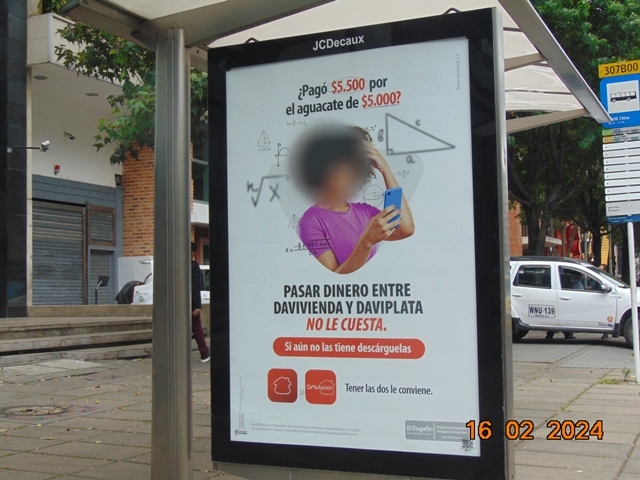 JCDecaux
¿Pagó $5.500 por
el aguacate de $5.000?
c
a
n√x
PASAR DINERO ENTRE
DAVIVIENDA Y DAVIPLATA
NO LE CUESTA.
Si aún no las tiene descárguelas
DAVIplata
Tener las dos le conviene.
Fogafín
307B00
WNU·139
16 02 2024